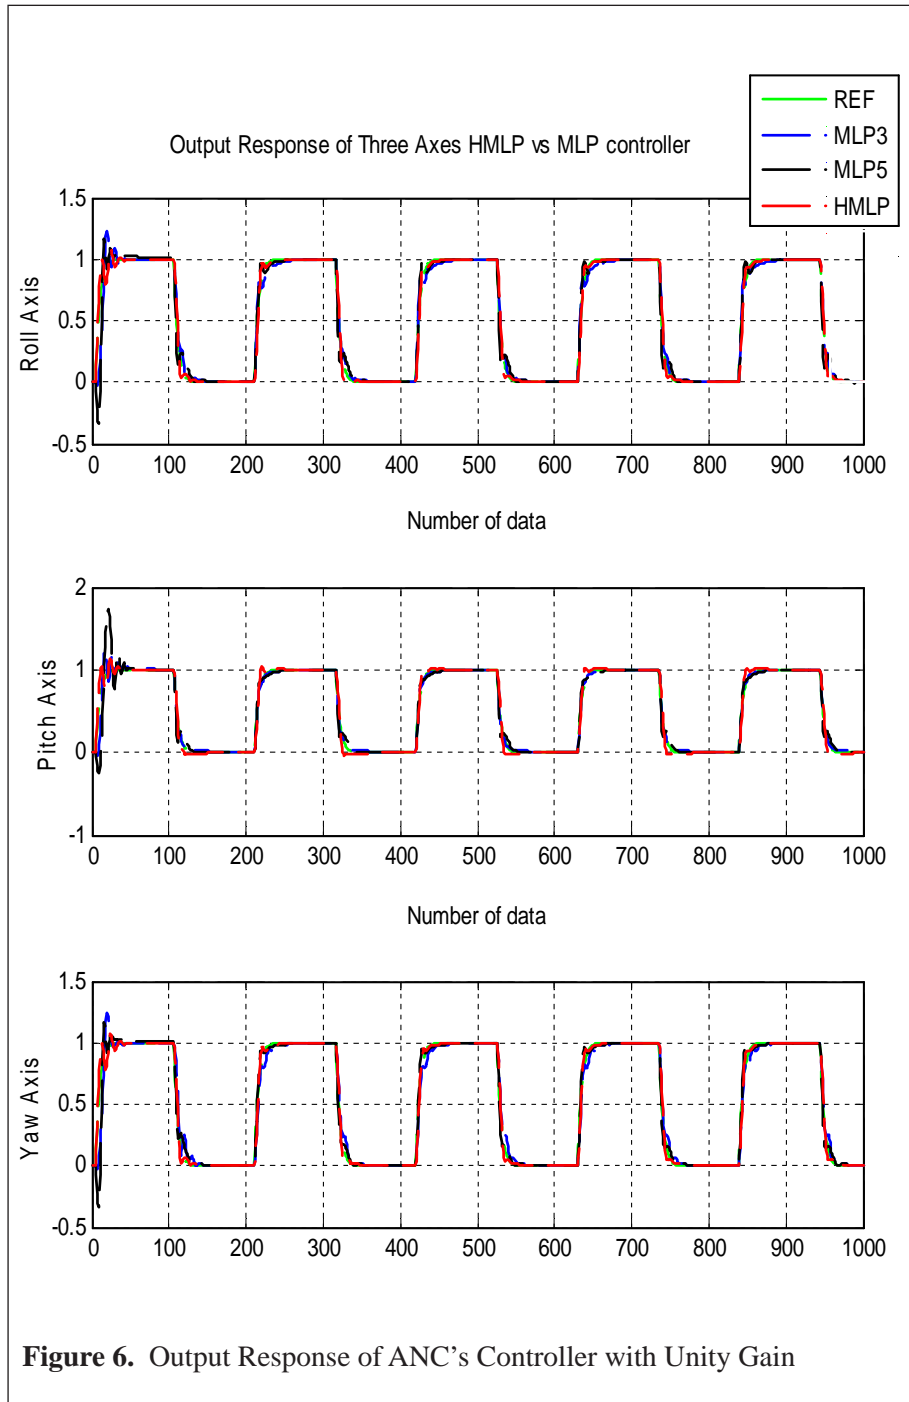 REF
MLP3
MLP5
HMLP
Output Response of Three Axes HMLP vs MLP controller
1.5
1
0.5
0
-0.5
Roll Axis
0 100 200 300 400 500 600 700 800 900 1000
Number of data
2
1
0
-1
Pitch Axis
0 100 200 300 400 500 600 700 800 900 1000
Number of data
1.5
1
0.5
0
-0.5
Yaw Axis
0 100 200 300 400 500 600 700 800 900 1000
Figure 6. Output Response of ANC's Controller with Unity Gain